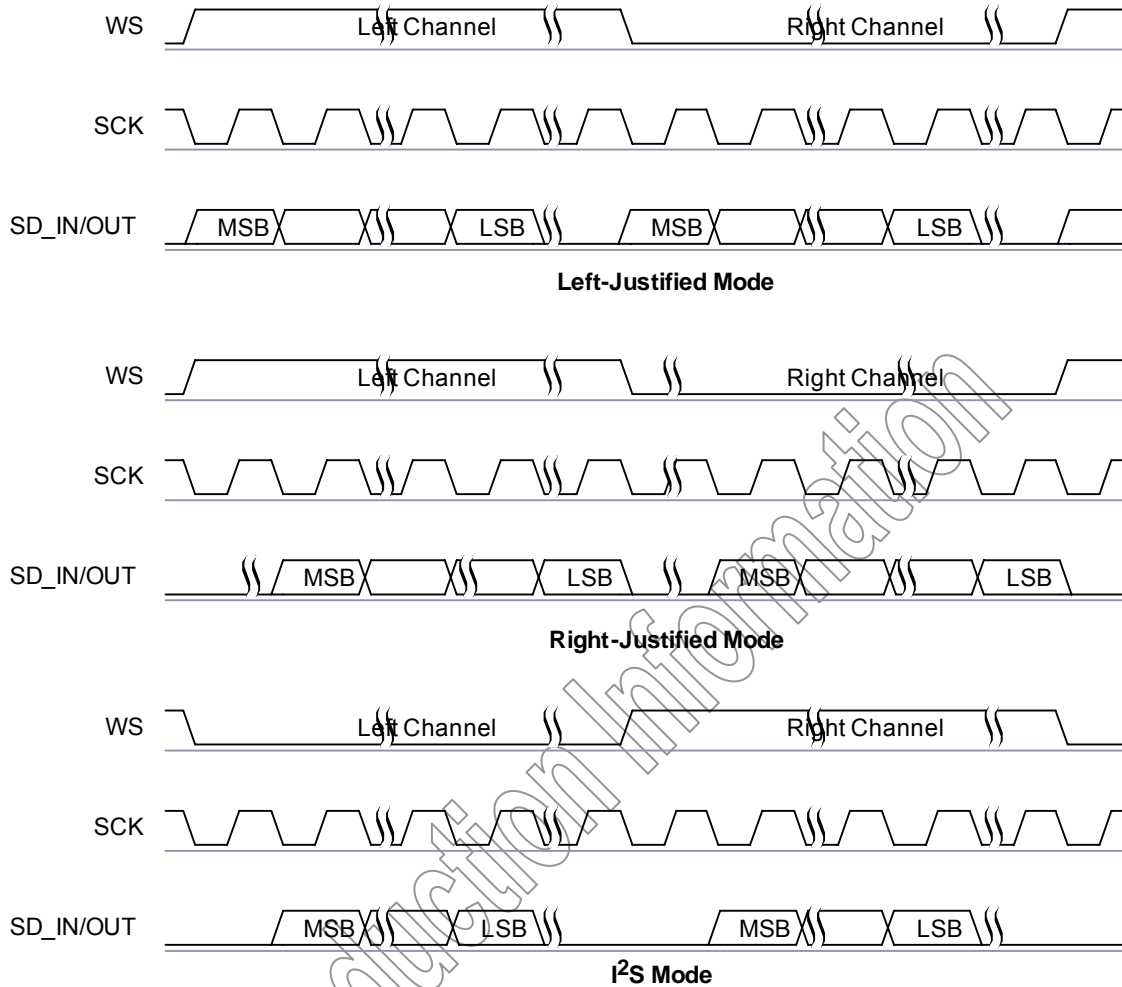 WS Left Channel Right Channel
SCK
SD_IN/OUT MSB LSB MSB LSB
Left-Justified Mode
WS Left Channel Right Channel
SCK
SD_IN/OUT MSB LSB MSB LSB
Right-Justified Mode
WS Left Channel Right Channel
SCK
SD_IN/OUT MSB LSB MSB LSB
I²S Mode
duction Information